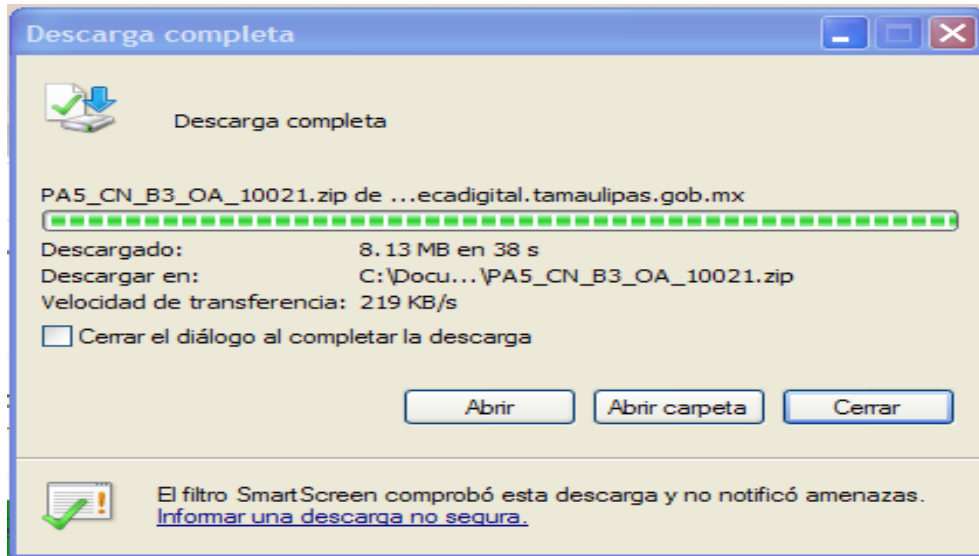 Descarga completa
Descarga completa
PA5_CN_B3_OA_10021.zip de ...ecadigital.tamaulipas.gob.mx
Descargado: 8.13 MB en 38 s
Descargar en: C:\Docu...\PA5_CN_B3_OA_10021.zip
Velocidad de transferencia: 219 KB/s
Cerrar el diálogo al completar la descarga
Abrir Abrir carpeta Cerrar
El filtro SmartScreen comprobó esta descarga y no notificó amenazas.
Informar una descarga no segura.